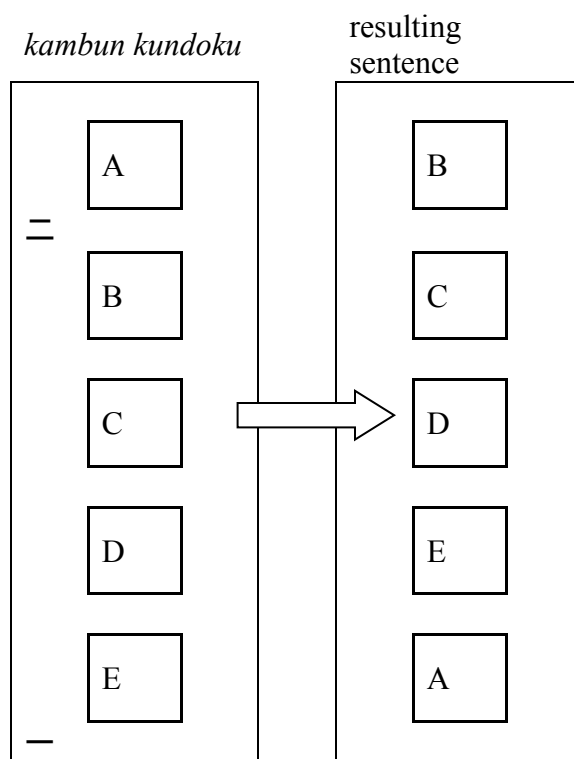 kambun kundoku
resulting
sentence
A
二
B
C
D
E
一
B
C
D
E
A